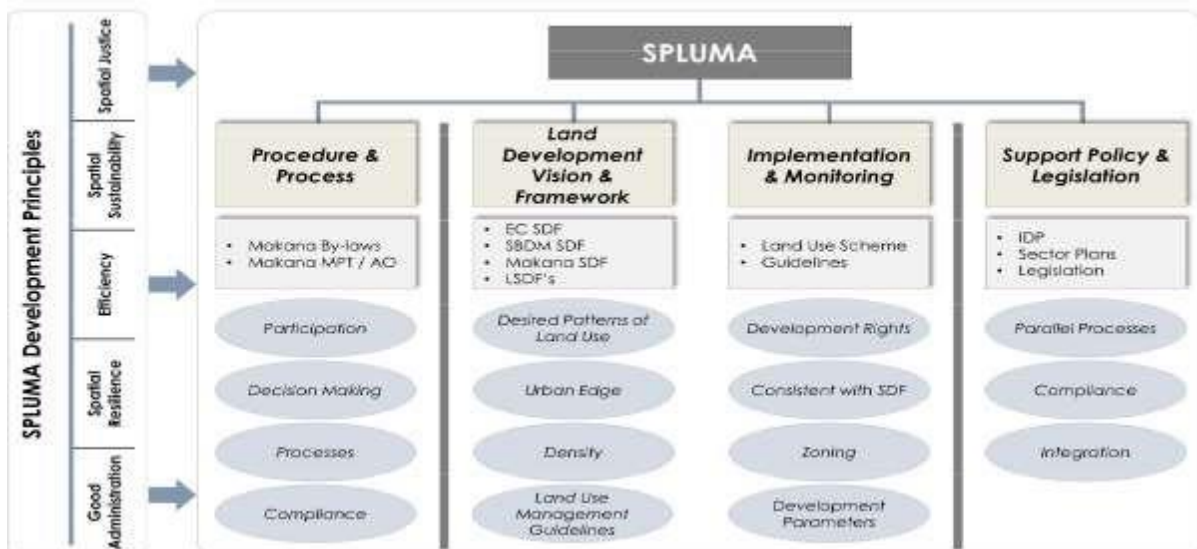 SPLUMA Development Principles
Spatial Justice
Spatial
Sustainability
Efficiency
Spatial
Resilience
Good
Administration
SPLUMA
Procedure &
Process
• Makana By-laws
• Makana MPT / AO
Participation
Decision Making
Processes
Compliance
Land
Development
Vision &
Framework
• EC SDF
• SBDM SDF
• Makana SDF
• LSDF's
Desired Patterns of
Land Use
Urban Edge
Density
Land Use
Management
Guidelines
Implementation
& Monitoring
• Land Use Scheme
• Guidelines
Development Rights
Consistent with SDF
Zoning
Development
Parameters
Support Policy &
Legislation
• IDP
• Sector Plans
• Legislation
Parallel Processes
Compliance
Integration